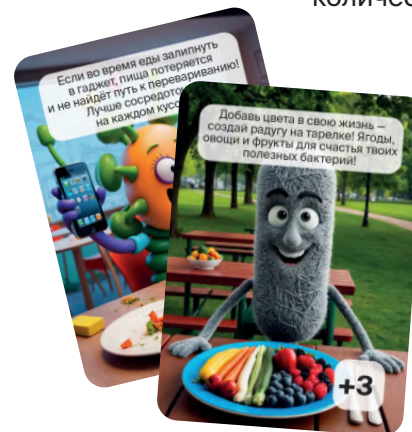 Если во время еды залипнуть
в гаджет, пища потеряется
и не найдёт путь к перевариванию!
Лучше сосредото
на каждом кусо
Добавь цвета в свою жизнь —
создай радугу на тарелке! Ягоды,
овощи и фрукты для счастья твоих
полезных бактерий!
+3